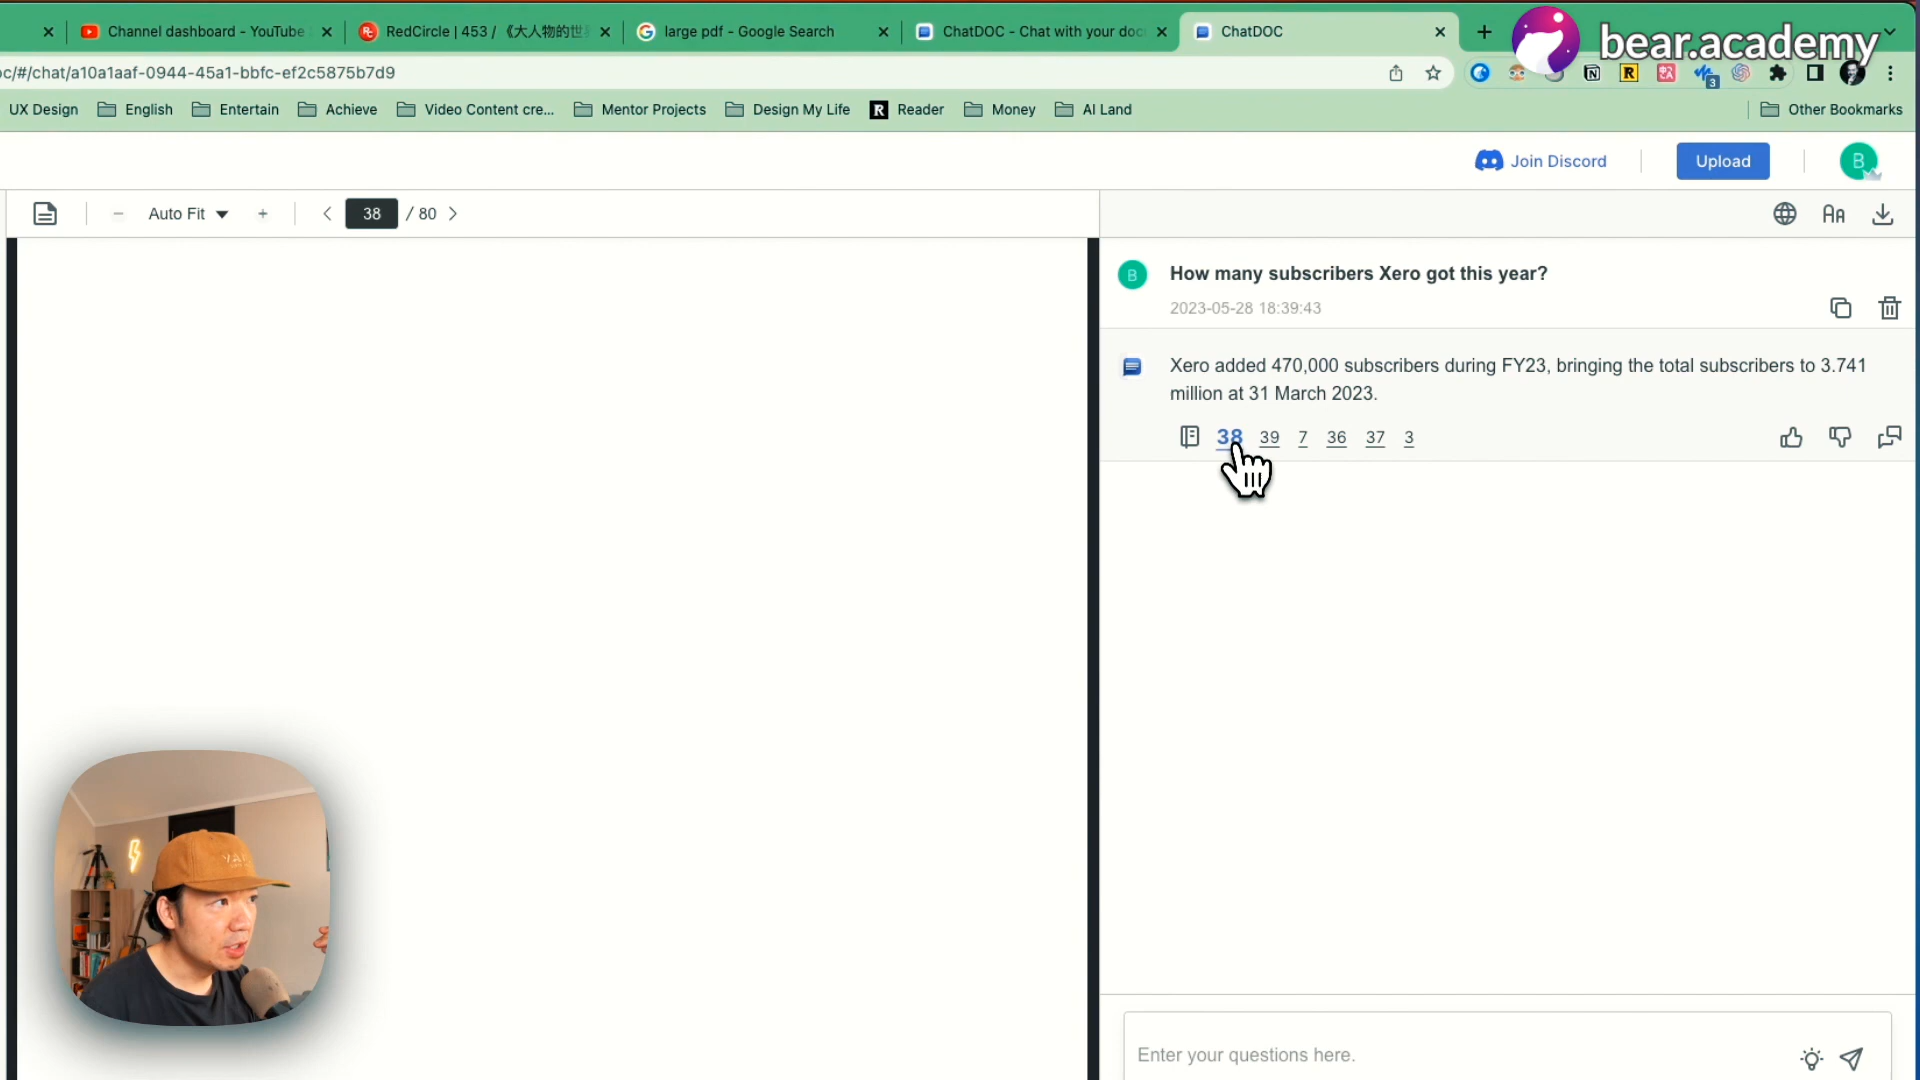 Channel dashboard - YouTube
RedCircle | 453 / 《大人物的世界
large pdf - Google Search
ChatDOC - Chat with your doc
ChatDOC
bear.academy
oc/#/chat/a10a1aaf-0944-45a1-bbfc-ef2c5875b7d9
3
UX Design
English
Entertain
Achieve
Video Content cre...
Mentor Projects
Design My Life
R Reader
Money
AI Land
Other Bookmarks
Join Discord
Upload
B
Auto Fit
38 / 80
B
How many subscribers Xero got this year?
2023-05-28 18:39:43
Xero added 470,000 subscribers during FY23, bringing the total subscribers to 3.741
million at 31 March 2023.
38 39 7 36 37 3
Enter your questions here.